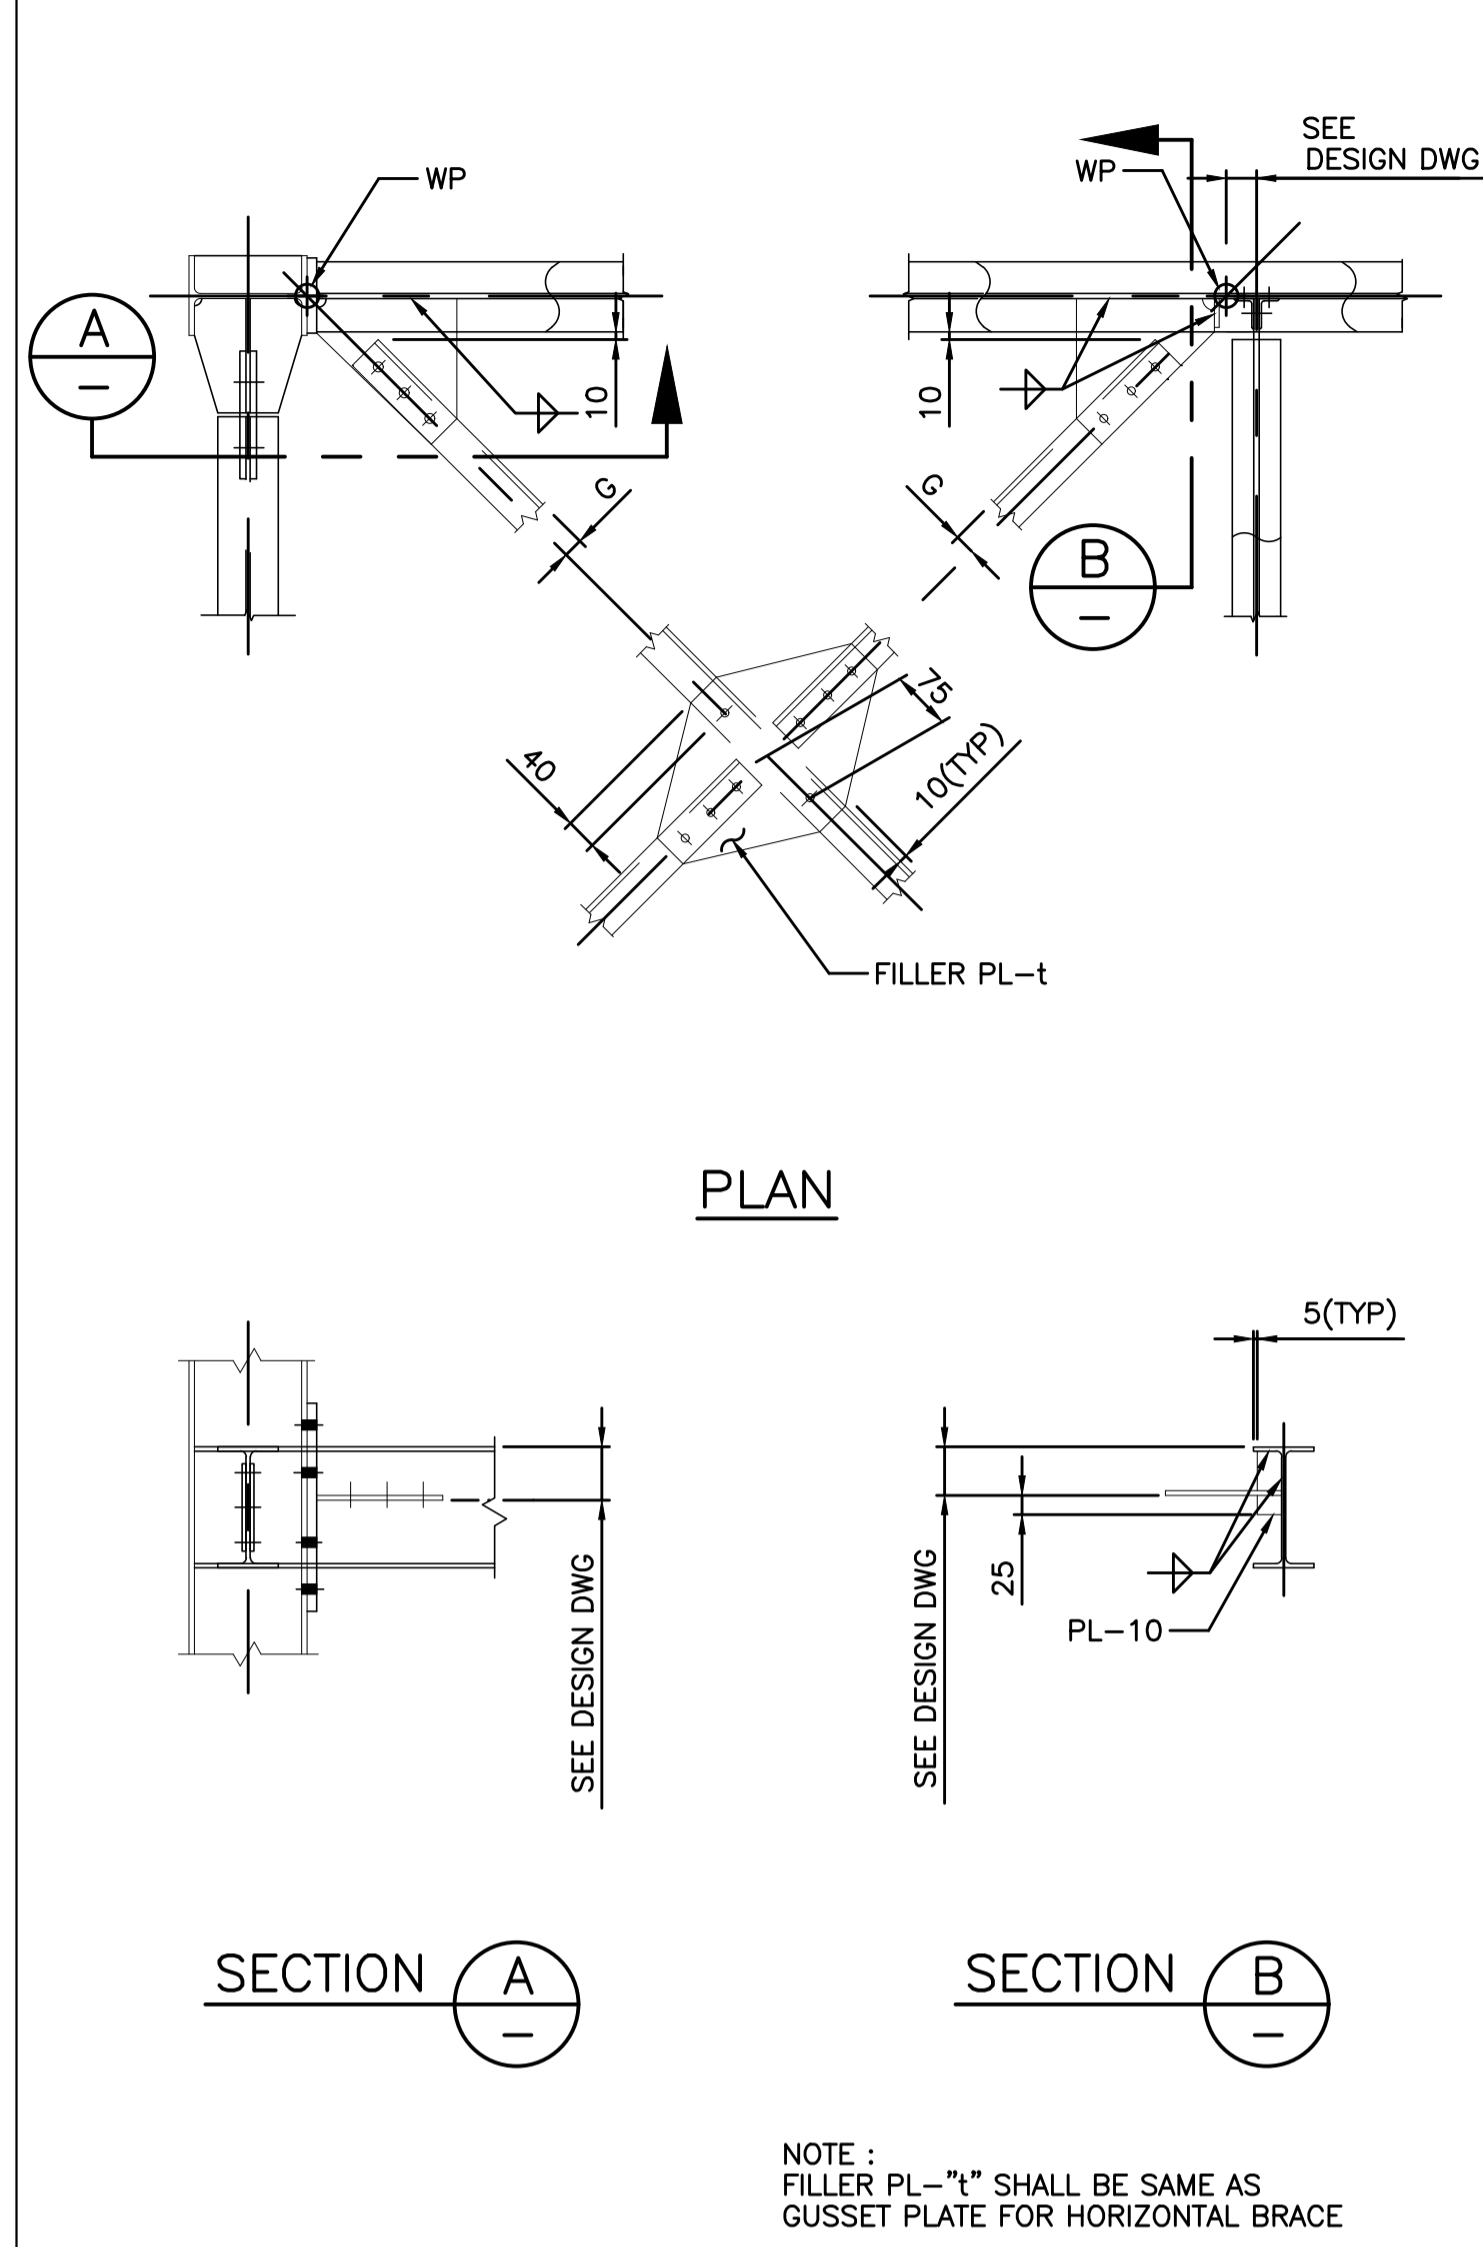 WP
WP
SEE
DESIGN DWG
A
–
10
10
G
G
B
–
75
40
10(TYP)
FILLER PL–t
PLAN
5(TYP)
SEE DESIGN DWG
SEE DESIGN DWG
25
PL–10
SECTION A
–
SECTION B
–
NOTE :
FILLER PL–"t" SHALL BE SAME AS
GUSSET PLATE FOR HORIZONTAL BRACE